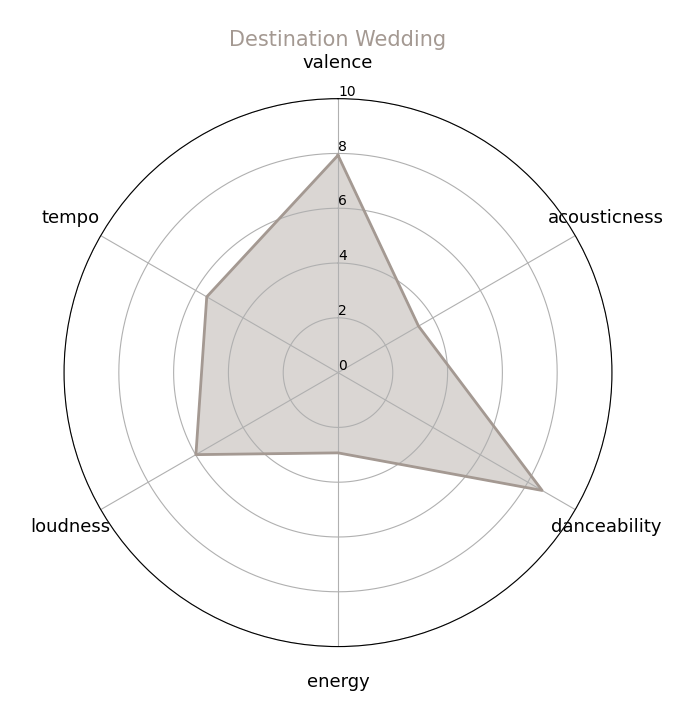 Destination Wedding
valence
10
8
6
tempo
acousticness
4
2
0
loudness
danceability
energy